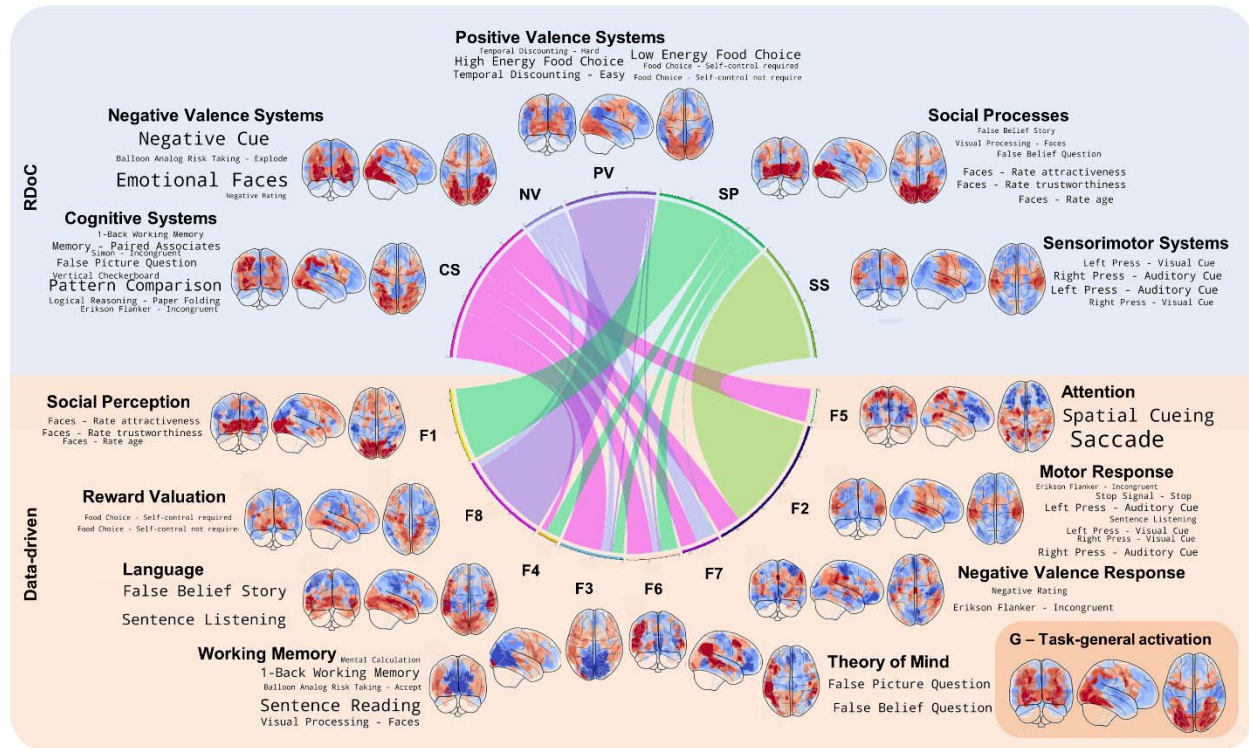 RDoC
Positive Valence Systems
Temporal Discounting - Hard
High Energy Food Choice
Temporal Discounting - Easy
Low Energy Food Choice
Food Choice - Self-control required
Food Choice - Self-control not require
PV
Negative Valence Systems
Negative Cue
Balloon Analog Risk Taking - Explode
Emotional Faces
Negative Rating
NV
Social Processes
False Belief Story
Visual Processing - Faces
False Belief Question
Faces - Rate attractiveness
Faces - Rate trustworthiness
Faces - Rate age
SP
Cognitive Systems
1-Back Working Memory
Memory - Paired Associates
Simon - Incongruent
False Picture Question
Vertical Checkerboard
Pattern Comparison
Logical Reasoning - Paper Folding
Erikson Flanker - Incongruent
CS
Sensorimotor Systems
Left Press - Visual Cue
Right Press - Auditory Cue
Left Press - Auditory Cue
Right Press - Visual Cue
SS
Data-driven
Social Perception
Faces - Rate attractiveness
Faces - Rate trustworthiness
Faces - Rate age
F1
Attention
Spatial Cueing
Saccade
F5
Reward Valuation
Food Choice - Self-control required
Food Choice - Self-control not require
F8
Motor Response
Erikson Flanker - Incongruent
Stop Signal - Stop
Left Press - Auditory Cue
Sentence Listening
Left Press - Visual Cue
Right Press - Visual Cue
Right Press - Auditory Cue
F2
Language
False Belief Story
Sentence Listening
F4
Negative Valence Response
Negative Rating
Erikson Flanker - Incongruent
F7
Working Memory
Mental Calculation
1-Back Working Memory
Balloon Analog Risk Taking - Accept
Sentence Reading
Visual Processing - Faces
F3
Theory of Mind
False Picture Question
False Belief Question
F6
G – Task-general activation